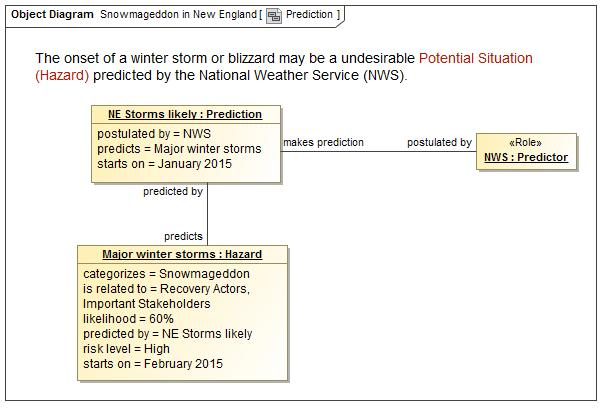 Object Diagram Snowmageddon in New England [ Prediction ]
The onset of a winter storm or blizzard may be a undesirable Potential Situation
(Hazard) predicted by the National Weather Service (NWS).
NE Storms likely : Prediction
postulated by = NWS
predicts = Major winter storms
starts on = January 2015
makes prediction
postulated by
«Role»
NWS : Predictor
predicted by
predicts
Major winter storms : Hazard
categorizes = Snowmageddon
is related to = Recovery Actors,
Important Stakeholders
likelihood = 60%
predicted by = NE Storms likely
risk level = High
starts on = February 2015